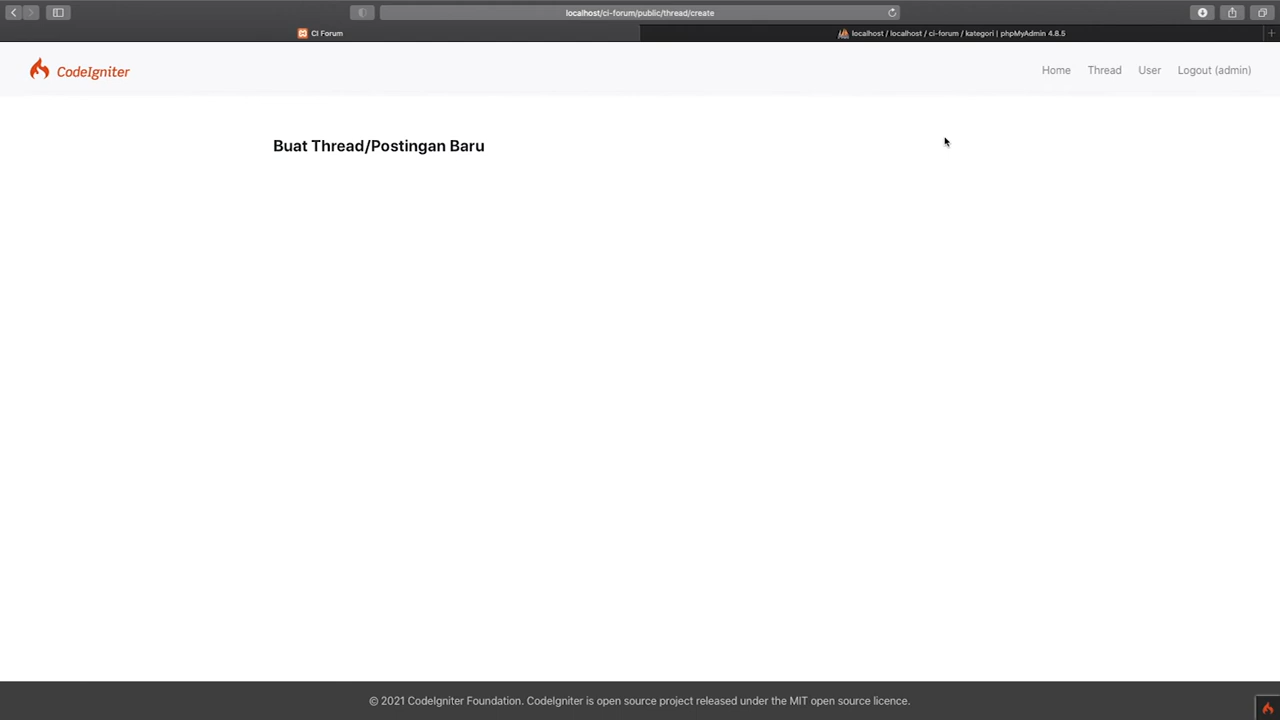 localhost/ci-forum/public/thread/create
CI Forum
localhost / localhost / ci-forum / kategori | phpMyAdmin 4.8.5
CodeIgniter
Home
Thread
User
Logout (admin)
Buat Thread/Postingan Baru
© 2021 CodeIgniter Foundation. CodeIgniter is open source project released under the MIT open source licence.